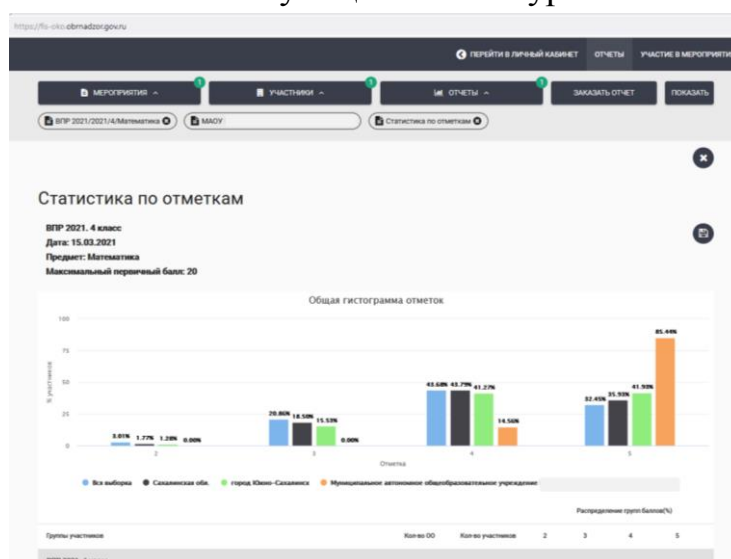 https://fis-oko.obrnadzor.gov.ru
ПЕРЕЙТИ В ЛИЧНЫЙ КАБИНЕТ ОТЧЕТЫ УЧАСТИЕ В МЕРОПРИЯТИ
МЕРОПРИЯТИЯ 1 УЧАСТНИКИ 1 ОТЧЕТЫ 1 ЗАКАЗАТЬ ОТЧЕТ ПОКАЗАТЬ
ВПР 2021/2021/4/Математика МАОУ Статистика по отметкам
Статистика по отметкам
ВПР 2021. 4 класс
Дата: 15.03.2021
Предмет: Математика
Максимальный первичный балл: 20
Общая гистограмма отметок
% участников
100
75
50
25
0
3.01% 1.77% 1.28% 0.00%
20.86% 18.50% 15.53% 0.00%
43.68% 43.79% 41.27% 14.56%
32.45% 35.93% 41.93% 85.44%
2 3 4 5
Отметка
Вся выборка Сахалинская обл. город Южно-Сахалинск Муниципальное автономное общеобразовательное учреждение
Распределение групп баллов(%)
Группы участников Кол-во ОО Кол-во участников 2 3 4 5